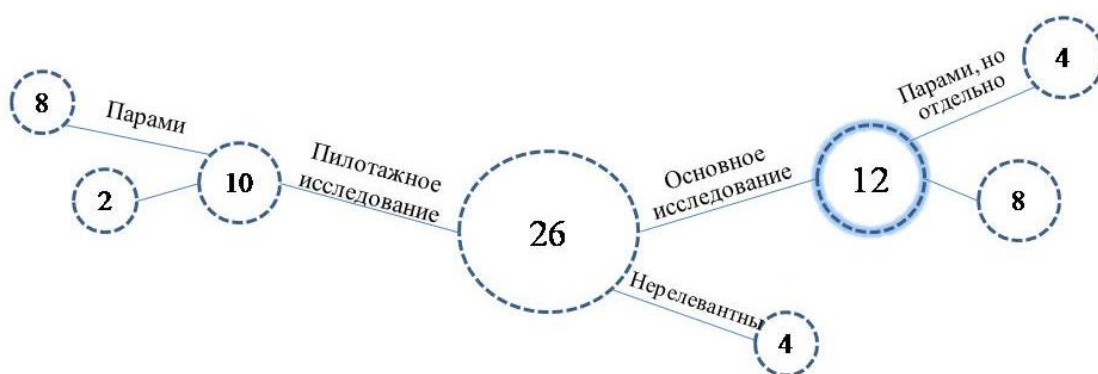 8
Парами
10
2
Пилотажное
исследование
26
Основное
исследование
12
Парами, но
отдельно
4
8
Нерелевантны
4